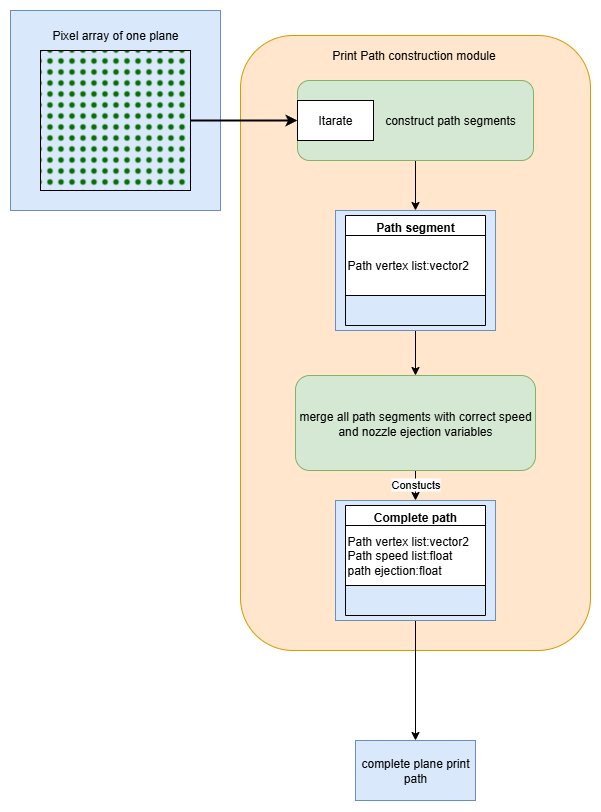 Pixel array of one plane
Print Path construction module
Itarate
construct path segments
Path segment
Path vertex list:vector2
merge all path segments with correct speed
and nozzle ejection variables
Constucts
Complete path
Path vertex list:vector2
Path speed list:float
path ejection:float
complete plane print
path